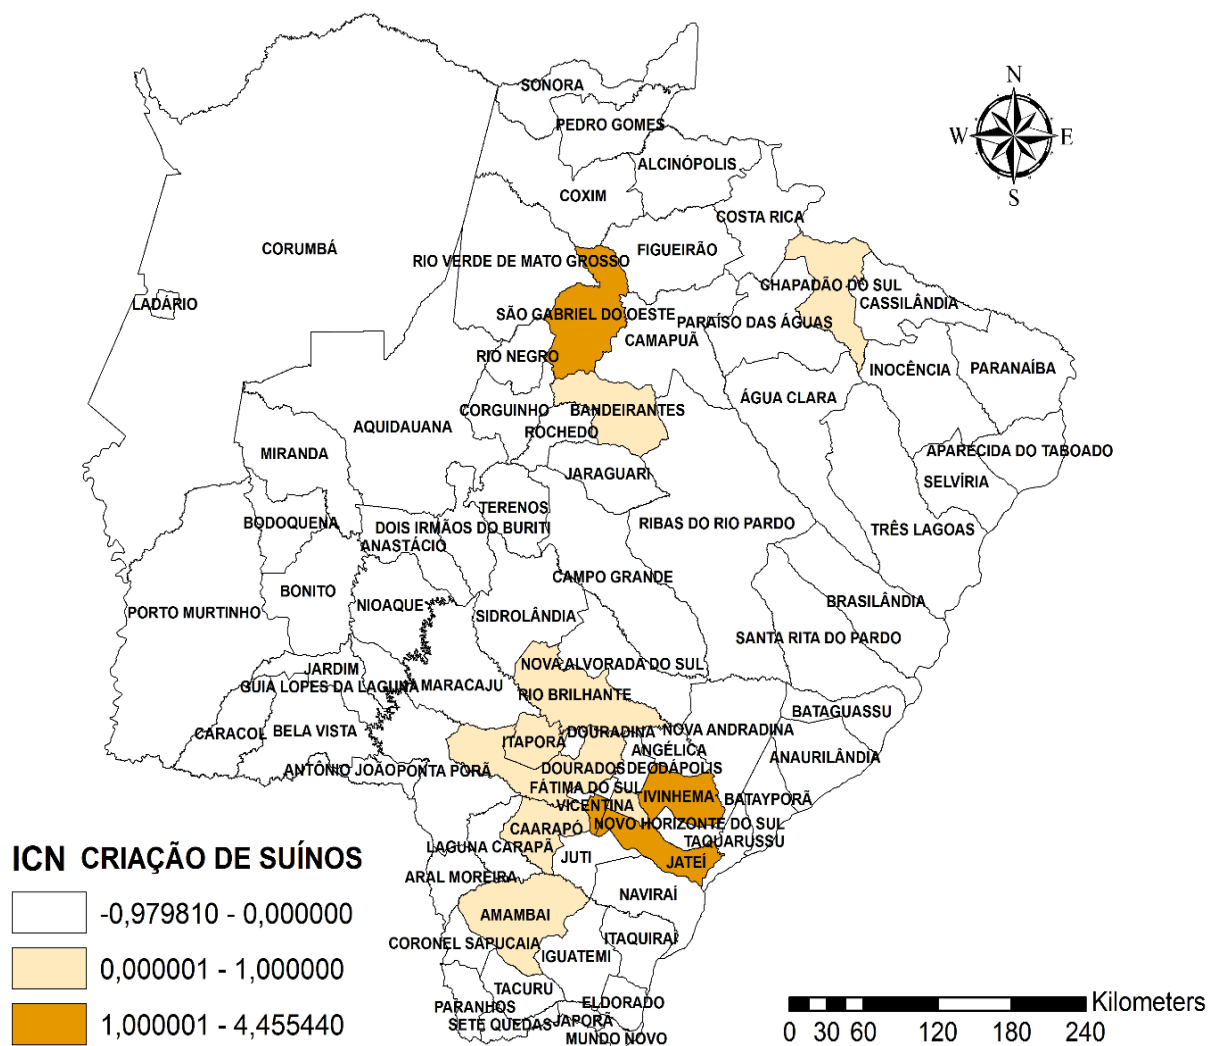 N
W E
S
SONORA
PEDRO GOMES
ALCINÓPOLIS
COXIM
COSTA RICA
CORUMBÁ
FIGUEIRÃO
RIO VERDE DE MATO GROSSO
CHAPADÃO DO SUL
LADÁRIO
CASSILÂNDIA
SÃO GABRIEL DO OESTE
PARAÍSO DAS ÁGUAS
CAMAPUÃ
RIO NEGRO
INOCÊNCIA
PARANAÍBA
ÁGUA CLARA
CORGUINHO
BANDEIRANTES
AQUIDAUANA
ROCHEDO
MIRANDA
APARECIDA DO TABOADO
JARAGUARI
SELVÍRIA
TERENOS
BODOQUENA
DOIS IRMÃOS DO BURITI
RIBAS DO RIO PARDO
TRÊS LAGOAS
ANASTÁCIO
CAMPO GRANDE
BONITO
BRASILÂNDIA
NIOAQUE
PORTO MURTINHO
SIDROLÂNDIA
SANTA RITA DO PARDO
NOVA ALVORADA DO SUL
JARDIM
GUIA LOPES DA LAGUNA
MARACAJU
RIO BRILHANTE
BATAGUASSU
CARACOL
BELA VISTA
DOURADINA
NOVA ANDRADINA
ITAPORÃ
ANGÉLICA
ANAURILÂNDIA
ANTÔNIO JOÃO
PONTA PORÃ
DOURADOS
DEODÁPOLIS
FÁTIMA DO SUL
IVINHEMA
BATAYPORÃ
VICENTINA
NOVO HORIZONTE DO SUL
CAARAPÓ
TAQUARUSSU
LAGUNA CARAPÃ
JUTI
JATEÍ
ARAL MOREIRA
NAVIRAÍ
AMAMBAI
ITAQUIRAÍ
CORONEL SAPUCAIA
IGUATEMI
TACURU
PARANHOS
ELDORADO
SETE QUEDAS
JAPORÃ
MUNDO NOVO
ICN CRIAÇÃO DE SUÍNOS
-0,979810 - 0,000000
0,000001 - 1,000000
1,000001 - 4,455440
Kilometers
0 30 60 120 180 240